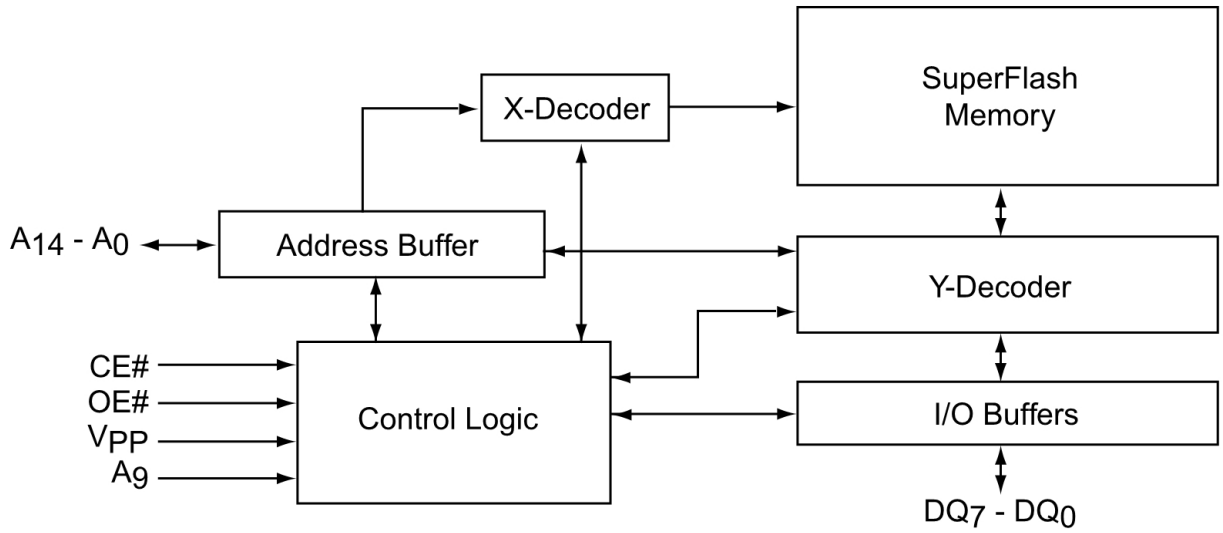 SuperFlash
Memory
X-Decoder
A14 - A0
Address Buffer
Y-Decoder
CE#
OE#
VPP
A9
Control Logic
I/O Buffers
DQ7 - DQ0